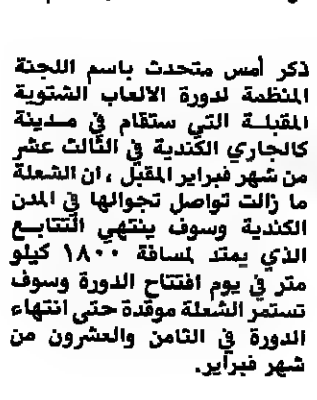 ذكر أمس متحدث باسم اللجنة
المنظمة لدورة الالعاب الشتوية
المقبلة التي ستقام في مدينة
كالجاري الكندية في الثالث عشر
من شهر فبراير المقبل ، ان الشعلة
ما زالت تواصل تجوالها في المدن
الكندية وسوف ينتهي التتابع
الذي يمتد لمسافة ١٨٠٠ كيلو
متر في يوم افتتاح الدورة وسوف
تستمر الشعلة موقدة حتى انتهاء
الدورة في الثامن والعشرون من
شهر فبراير.